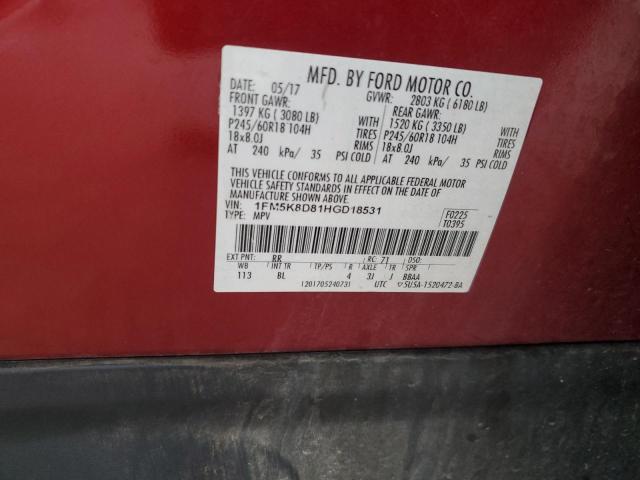 MFD. BY FORD MOTOR CO.
DATE: 05/17 GVWR: 2803 KG ( 6180 LB)
FRONT GAWR: REAR GAWR:
1397 KG ( 3080 LB) 1520 KG ( 3350 LB)
P245/60R18 104H TIRES P245/60R18 104H TIRES
18x8.0J RIMS 18x8.0J RIMS
AT 240 kPa/ 35 PSI COLD AT 240 kPa/ 35 PSI COLD
THIS VEHICLE CONFORMS TO ALL APPLICABLE FEDERAL MOTOR
VEHICLE SAFETY STANDARDS IN EFFECT ON THE DATE OF
MANUFACTURE SHOWN ABOVE.
VIN: 1FM5K8D81HGD18531 F0225
TYPE: MPV T0395
EXT PNT: RR RC: 71 DSO:
WB INT TR TP/PS R AXLE TR SPR
113 BL 4 3J J BBAA
UTC ▽5U5A-1520472-BA